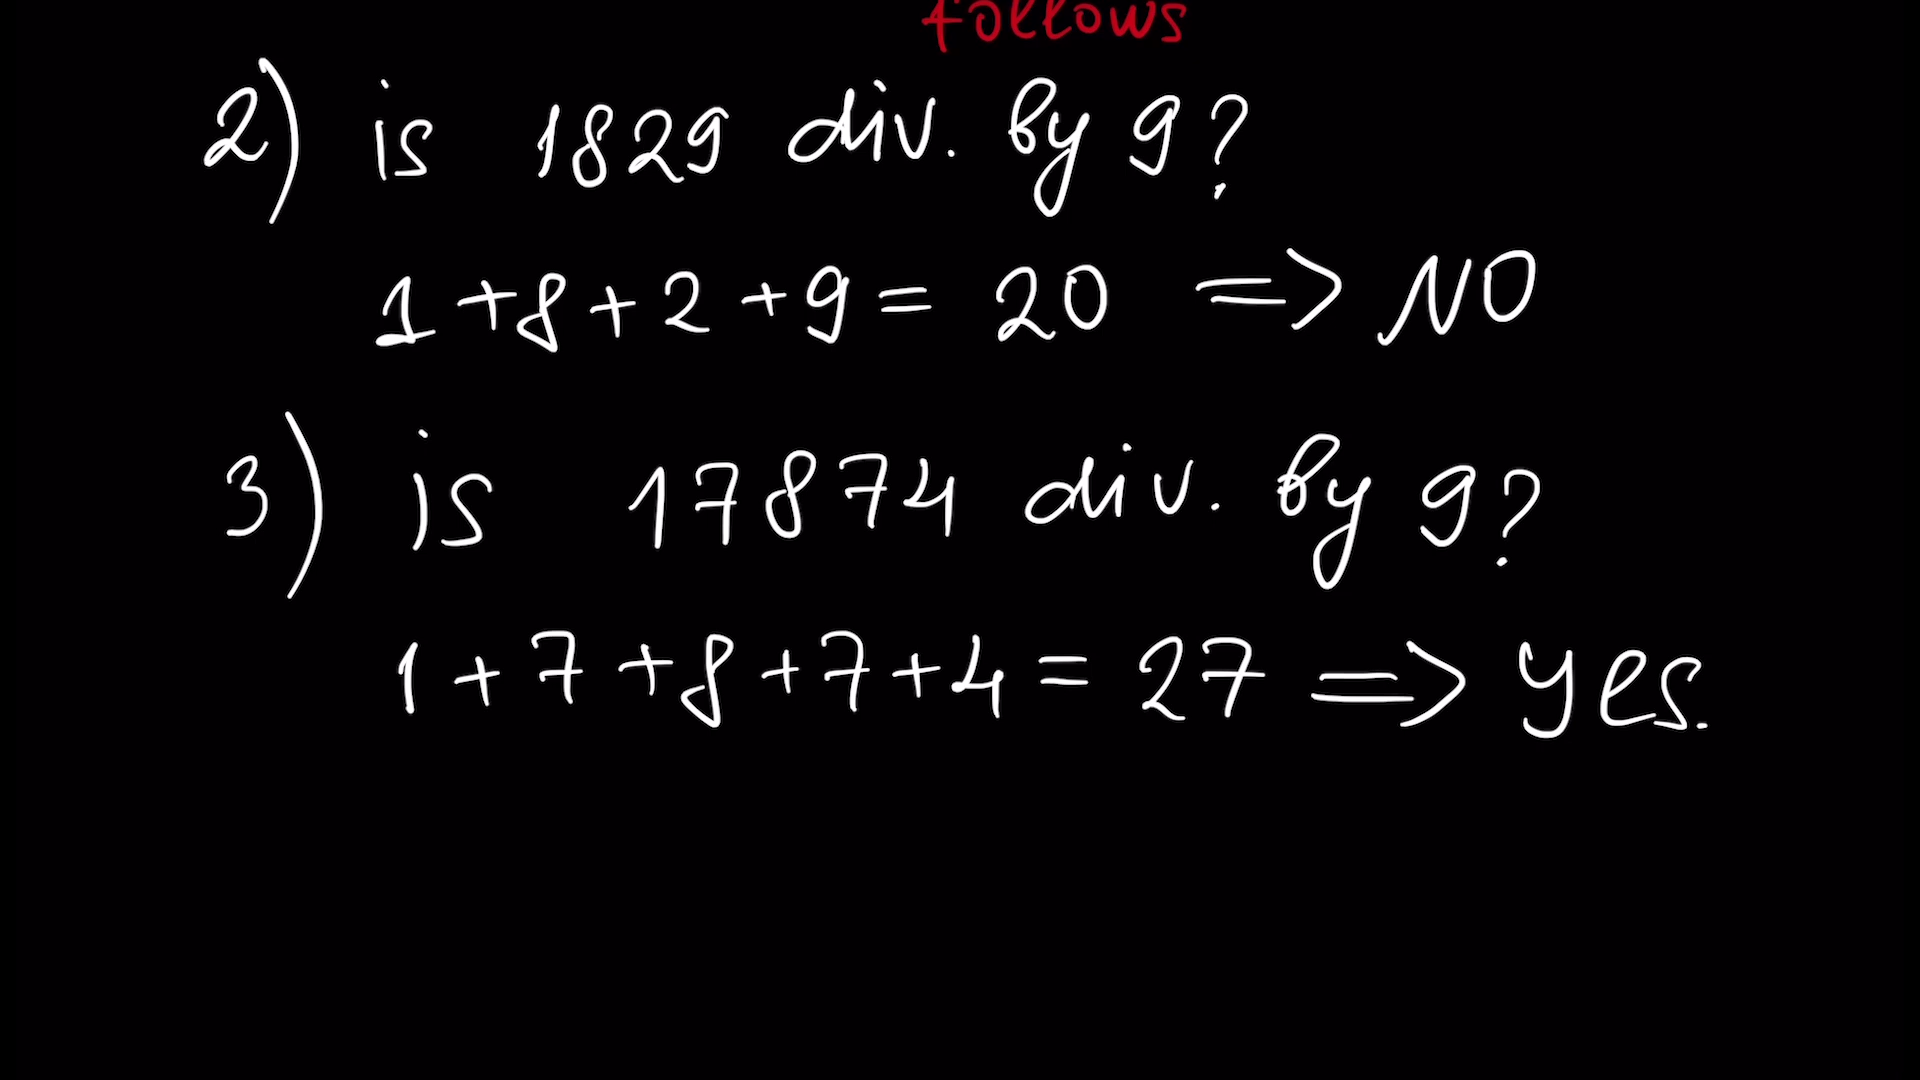 follows
2) is 1829 div. by 9?
1+8+2+9= 20 => NO
3) is 17874 div. by 9?
1+7+8+7+4= 27 => yes.